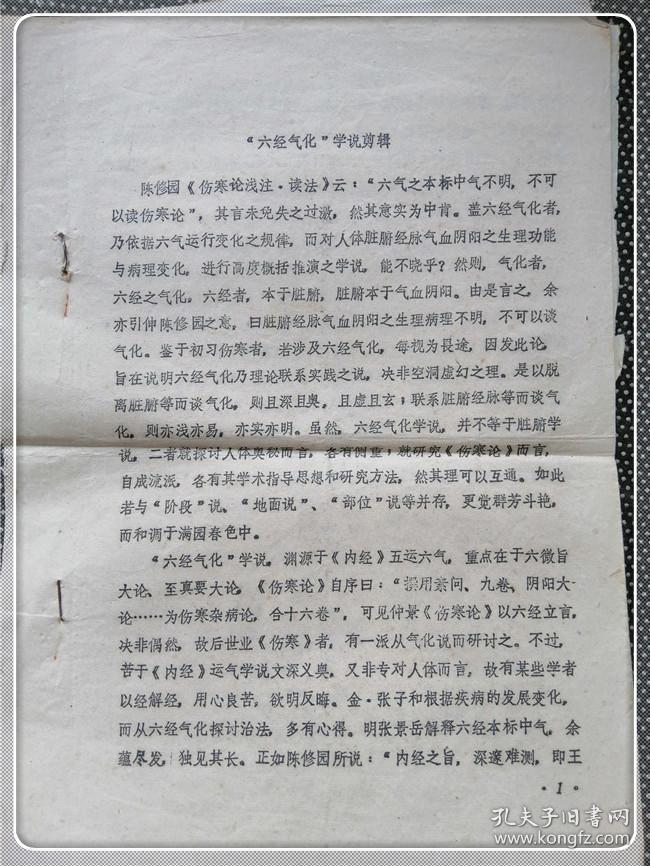 “六经气化”学说剪辑
陈修园《伤寒论浅注·读法》云：“六气之本标中气不明，不可
以读伤寒论”，其言未免失之过激，然其意实为中肯。盖六经气化者，
乃依据六气运行变化之规律，而对人体脏腑经脉气血阴阳之生理功能
与病理变化，进行高度概括推演之学说，能不晓乎？然则，气化者，
六经之气化。六经者，本于脏腑，脏腑本于气血阴阳。由是言之，余
亦引伸陈修园之意，曰脏腑经脉气血阴阳之生理病理不明，不可以谈
气化。鉴于初习伤寒者，若涉及六经气化，每视为畏途，因发此论，
旨在说明六经气化乃理论联系实践之说，决非空洞虚幻之理。是以脱
离脏腑等而谈气化，则且深且奥，且虚且玄；联系脏腑经脉等而谈气
化，则亦浅亦易，亦实亦明。虽然，六经气化学说，并不等于脏腑学
说，二者就探讨人体奥秘而言，各有侧重；就研究《伤寒论》而言，
自成流派，各有其学术指导思想和研究方法，然其理可以互通。如此
若与“阶段”说、“地面说”、“部位”说等并存，更觉群芳斗艳，
而和调于满园春色中。
“六经气化”学说，渊源于《内经》五运六气，重点在于六微旨
大论、至真要大论，《伤寒论》自序曰：“撰用素问、九卷、阴阳大
论……为伤寒杂病论，合十六卷”，可见仲景《伤寒论》以六经立言，
决非偶然，故后世业《伤寒》者，有一派从气化说而研讨之。不过，
苦于《内经》运气学说文深义奥，又非专对人体而言，故有某些学者
以经解经，用心良苦，欲明反晦。金·张子和根据疾病的发展变化，
而从六经气化探讨治法，多有心得。明张景岳解释六经本标中气，余
蕴尽发，独见其长。正如陈修园所说：“内经之旨，深邃难测，即王
·1·
孔夫子旧书网
www.kongfz.com